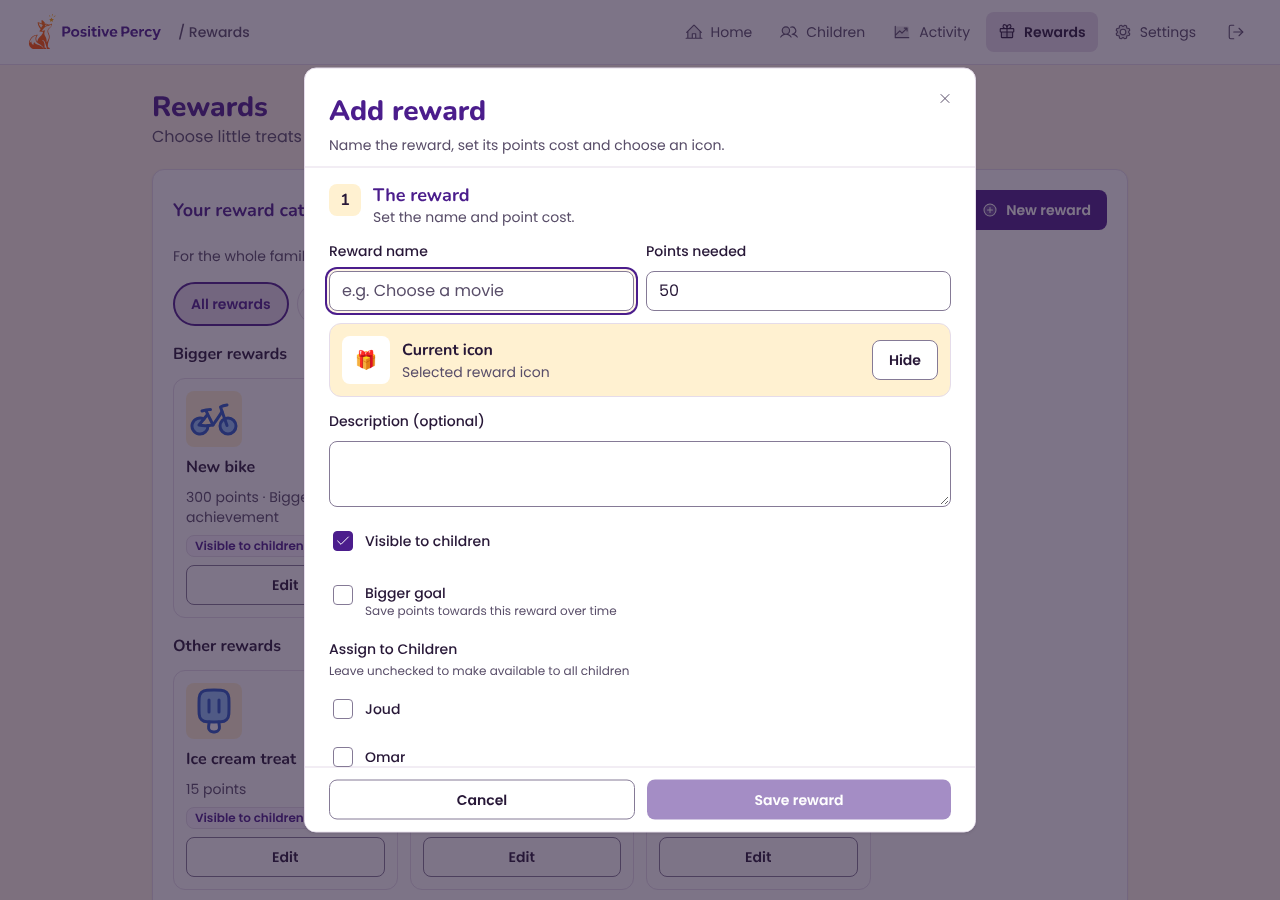 Positive Percy
/ Rewards
Home
Children
Activity
Rewards
Settings
Rewards
Choose little treats
Your reward cat
New reward
For the whole famil
All rewards
Bigger rewards
New bike
300 points · Bigge
achievement
Visible to children
Edit
Other rewards
Ice cream treat
15 points
Visible to children
Edit
Edit
Edit
Add reward
Name the reward, set its points cost and choose an icon.
1
The reward
Set the name and point cost.
Reward name
Points needed
e.g. Choose a movie
50
Current icon
Selected reward icon
Hide
Description (optional)
Visible to children
Bigger goal
Save points towards this reward over time
Assign to Children
Leave unchecked to make available to all children
Joud
Omar
Cancel
Save reward